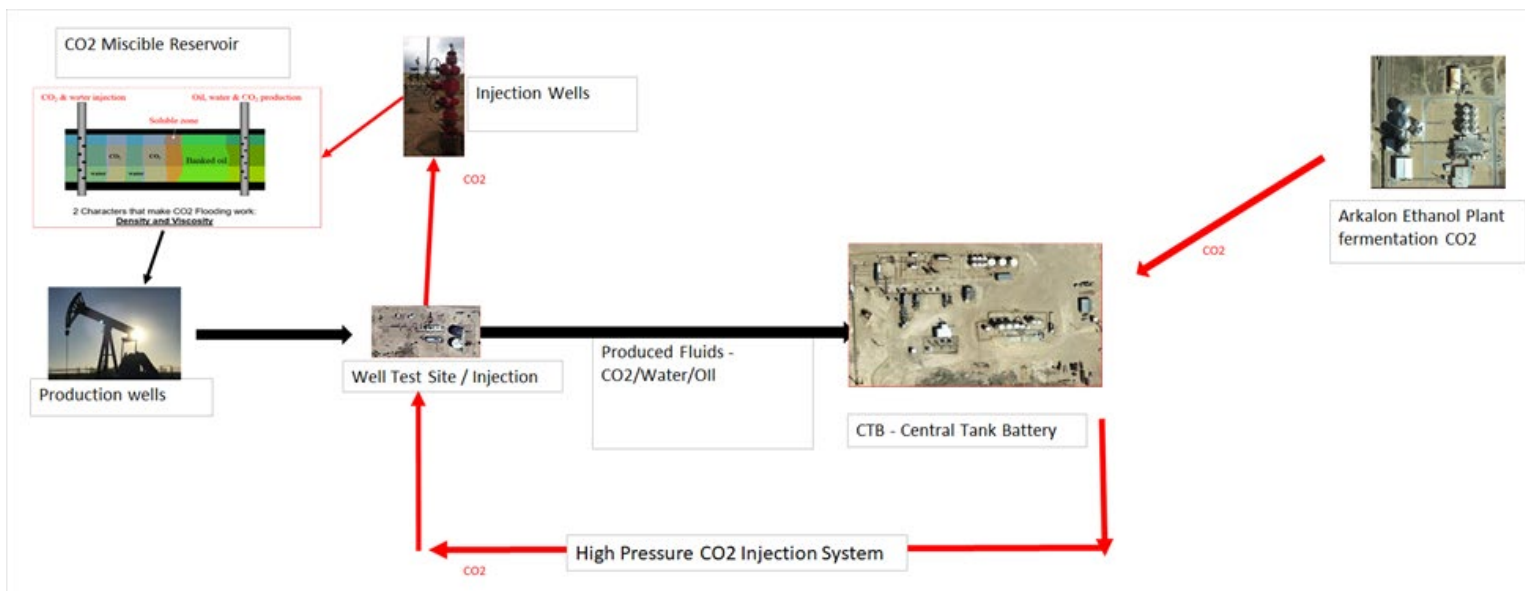 CO2 Miscible Reservoir
CO₂ & water injection
Oil, water & CO₂ production
Soluble zone
CO₂
CO₂
Banked oil
water
water
2 Characters that make CO2 Flooding work:
Density and Viscosity
Injection Wells
CO2
Arkalon Ethanol Plant
fermentation CO2
CO2
Production wells
Well Test Site / Injection
Produced Fluids -
CO2/Water/OIl
CTB - Central Tank Battery
High Pressure CO2 Injection System
CO2